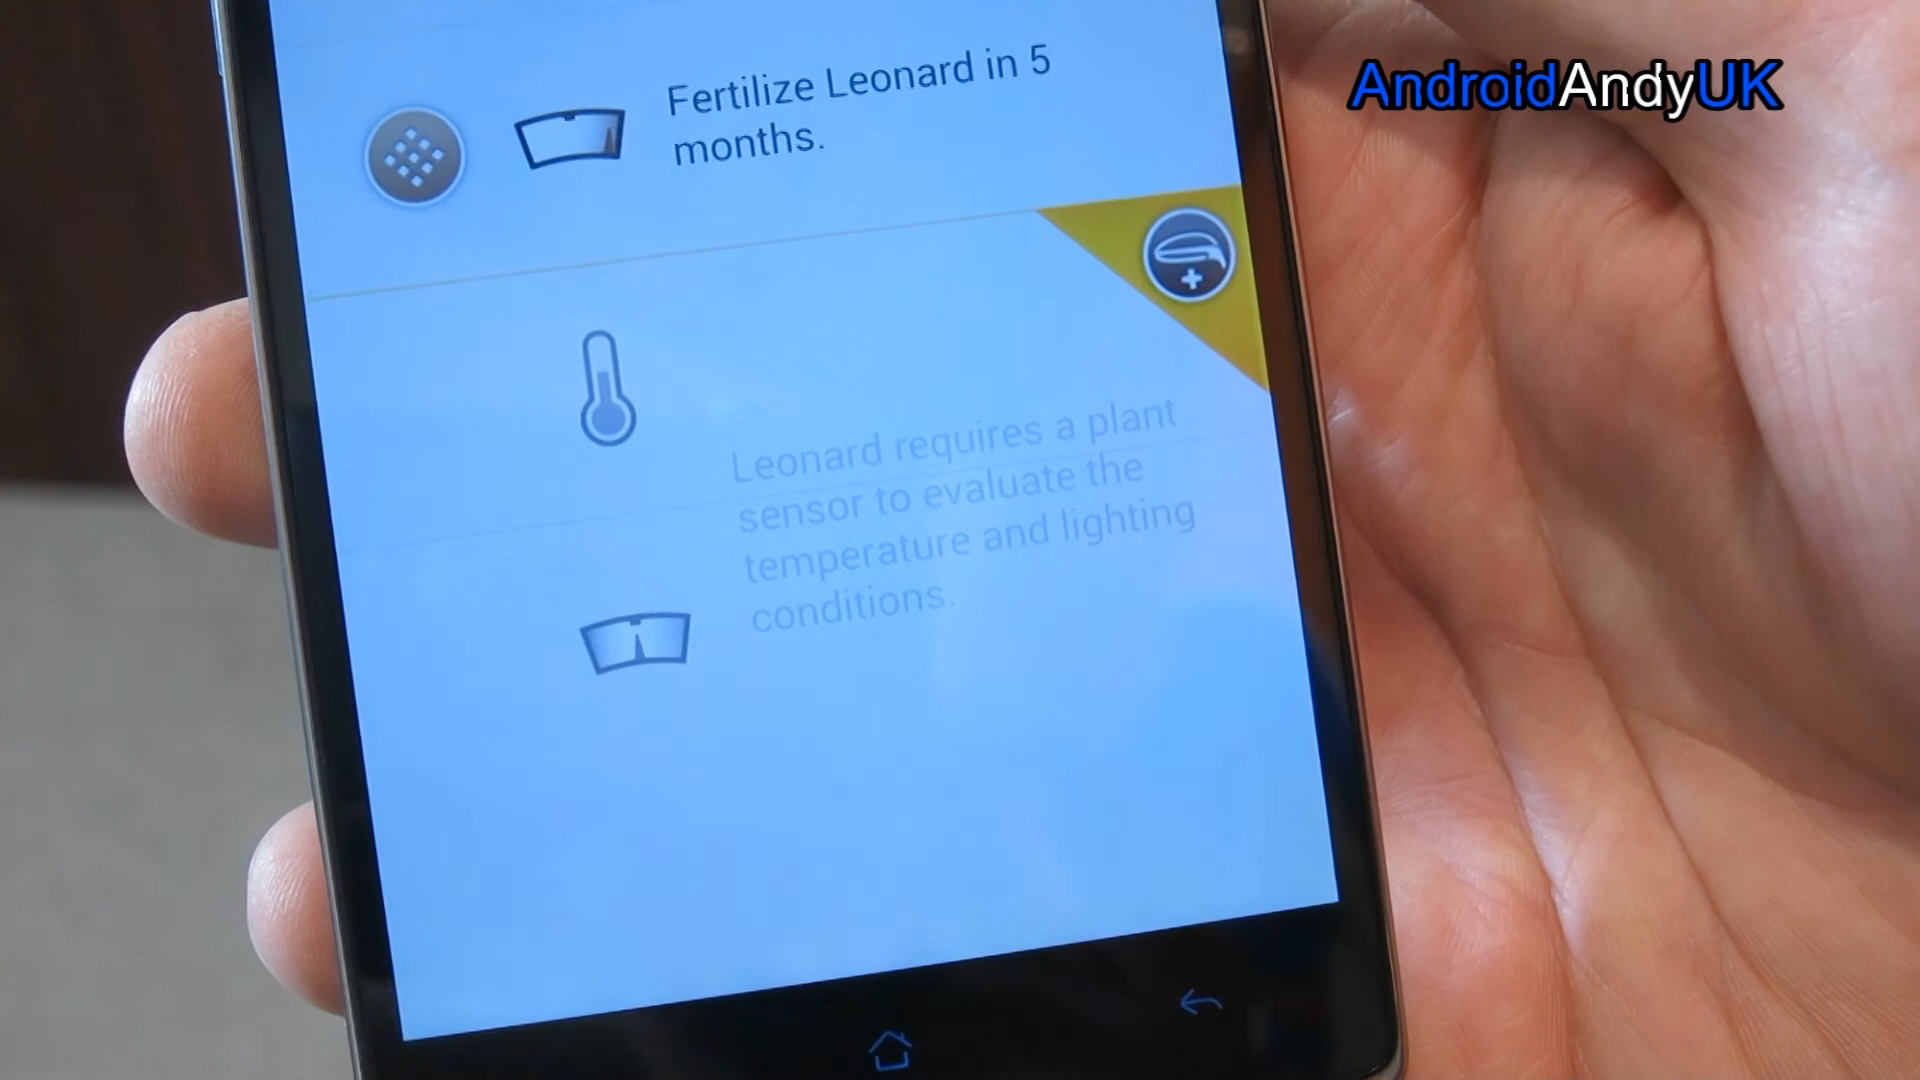 AndroidAndyUK
Fertilize Leonard in 5
months.
Leonard requires a plant
sensor to evaluate the
temperature and lighting
conditions.